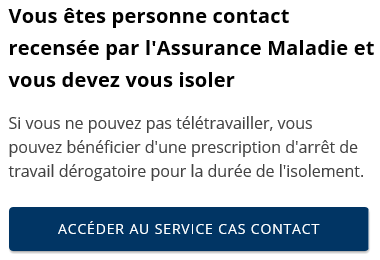 Vous êtes personne contact
recensée par l'Assurance Maladie et
vous devez vous isoler
Si vous ne pouvez pas télétravailler, vous
pouvez bénéficier d'une prescription d'arrêt de
travail dérogatoire pour la durée de l'isolement.
ACCÉDER AU SERVICE CAS CONTACT